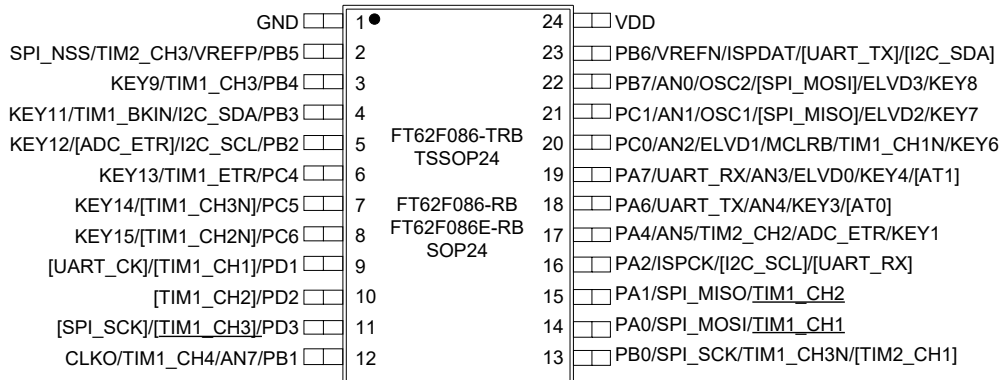 GND 1 24 VDD
SPI_NSS/TIM2_CH3/VREFP/PB5 2 23 PB6/VREFN/ISPDAT/[UART_TX]/[I2C_SDA]
KEY9/TIM1_CH3/PB4 3 22 PB7/AN0/OSC2/[SPI_MOSI]/ELVD3/KEY8
KEY11/TIM1_BKIN/I2C_SDA/PB3 4 21 PC1/AN1/OSC1/[SPI_MISO]/ELVD2/KEY7
KEY12/[ADC_ETR]/I2C_SCL/PB2 5 20 PC0/AN2/ELVD1/MCLRB/TIM1_CH1N/KEY6
FT62F086-TRB
TSSOP24
KEY13/TIM1_ETR/PC4 6 19 PA7/UART_RX/AN3/ELVD0/KEY4/[AT1]
KEY14/[TIM1_CH3N]/PC5 7 FT62F086-RB 18 PA6/UART_TX/AN4/KEY3/[AT0]
FT62F086E-RB
KEY15/[TIM1_CH2N]/PC6 8 17 PA4/AN5/TIM2_CH2/ADC_ETR/KEY1
SOP24
[UART_CK]/[TIM1_CH1]/PD1 9 16 PA2/ISPCK/[I2C_SCL]/[UART_RX]
[TIM1_CH2]/PD2 10 15 PA1/SPI_MISO/TIM1_CH2
[SPI_SCK]/[TIM1_CH3]/PD3 11 14 PA0/SPI_MOSI/TIM1_CH1
CLKO/TIM1_CH4/AN7/PB1 12 13 PB0/SPI_SCK/TIM1_CH3N/[TIM2_CH1]